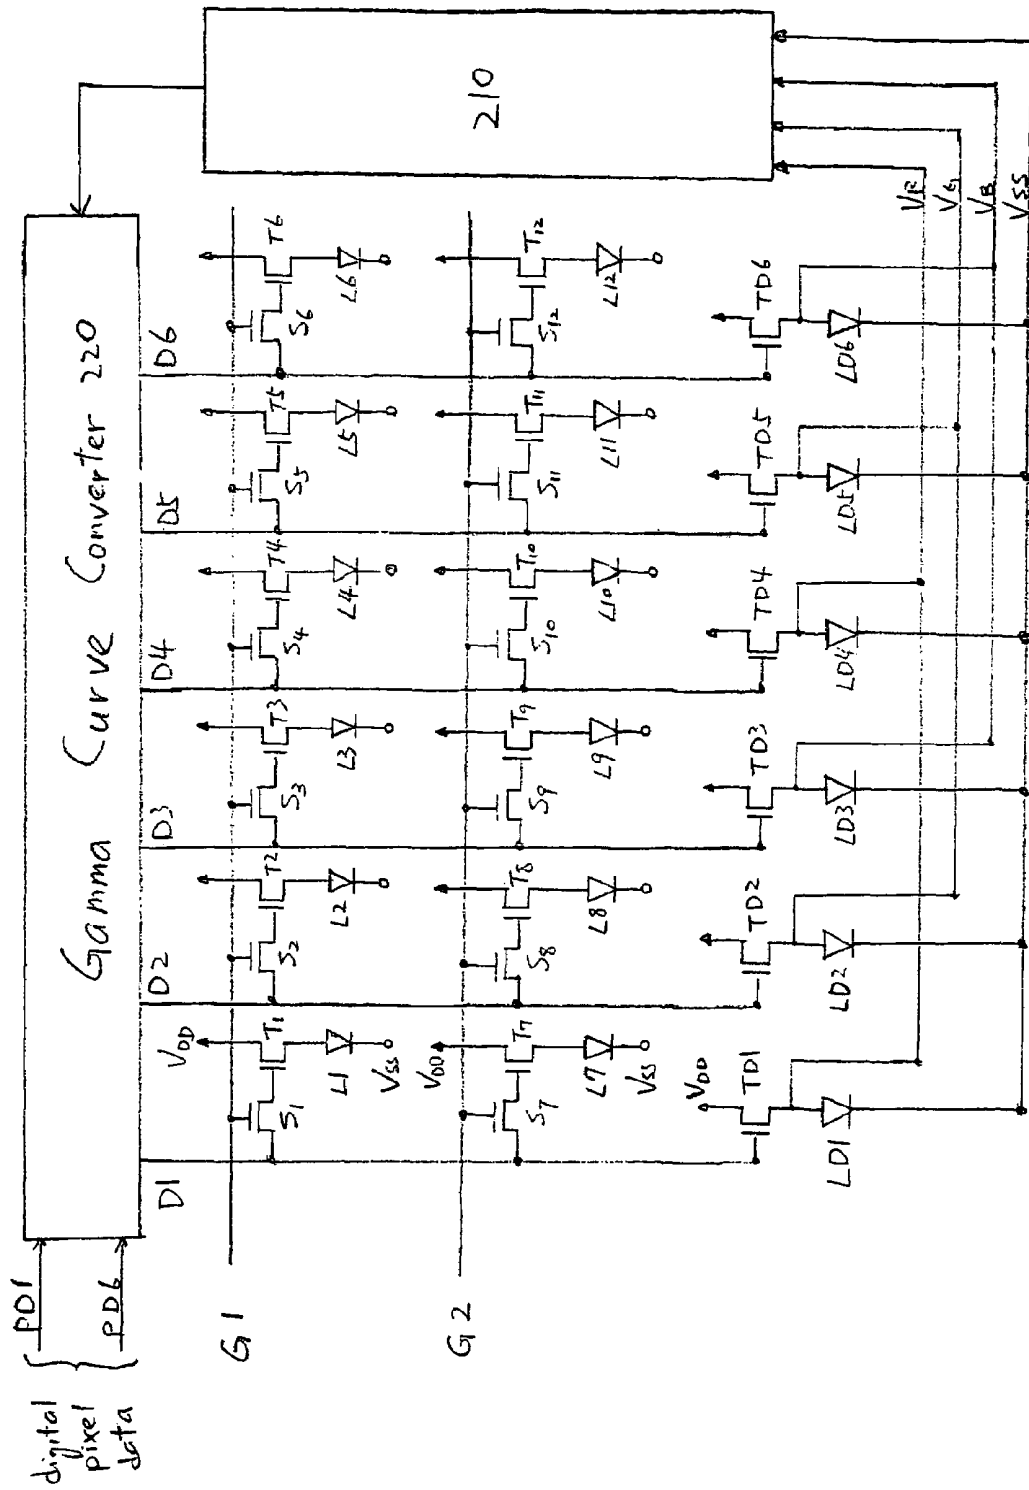 digital
pixel
data
PD1
PD6
Gamma Curve Converter 220
210
D1
D2
D3
D4
D5
D6
G1
VDD
S1
T1
L1
VSS
S2
T2
L2
S3
T3
L3
S4
T4
L4
S5
T5
L5
S6
T6
L6
G2
VDD
S7
T7
L7
VSS
S8
T8
L8
S9
T9
L9
S10
T10
L10
S11
T11
L11
S12
T12
L12
VDD
TD1
LD1
TD2
LD2
TD3
LD3
TD4
LD4
TD5
LD5
TD6
LD6
VR
VG
VB
VSS